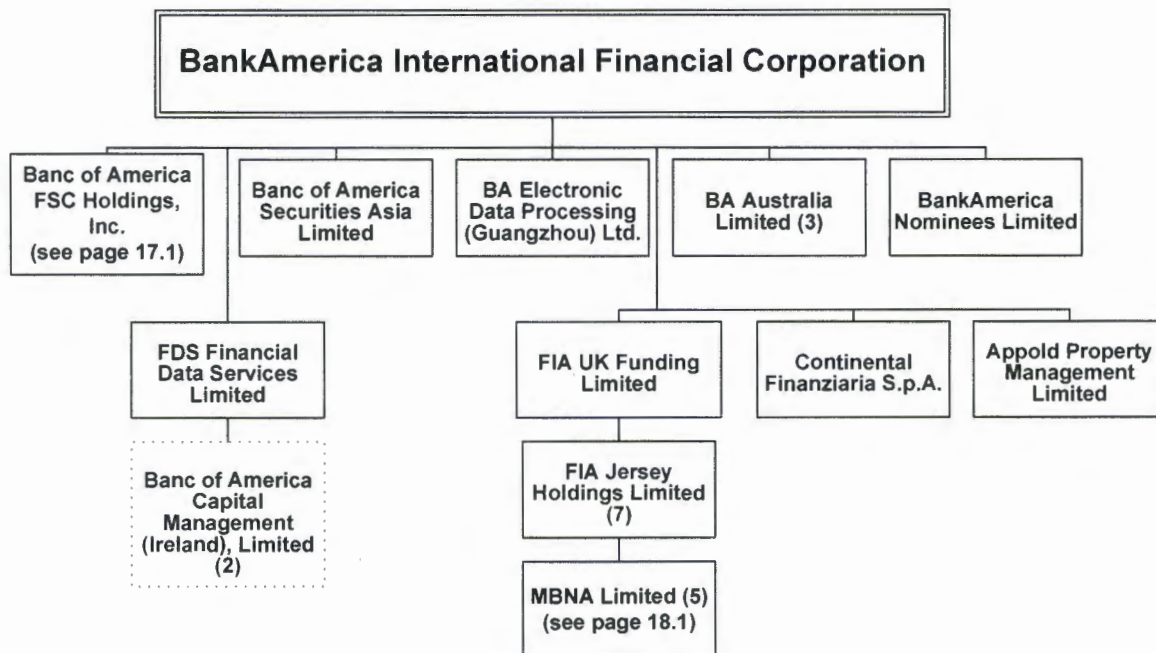 BankAmerica International Financial Corporation
Banc of America
FSC Holdings,
Inc.
(see page 17.1)
Banc of America
Securities Asia
Limited
BA Electronic
Data Processing
(Guangzhou) Ltd.
BA Australia
Limited (3)
BankAmerica
Nominees Limited
FDS Financial
Data Services
Limited
FIA UK Funding
Limited
Continental
Finanziaria S.p.A.
Appold Property
Management
Limited
Banc of America
Capital
Management
(Ireland), Limited
(2)
FIA Jersey
Holdings Limited
(7)
MBNA Limited (5)
(see page 18.1)